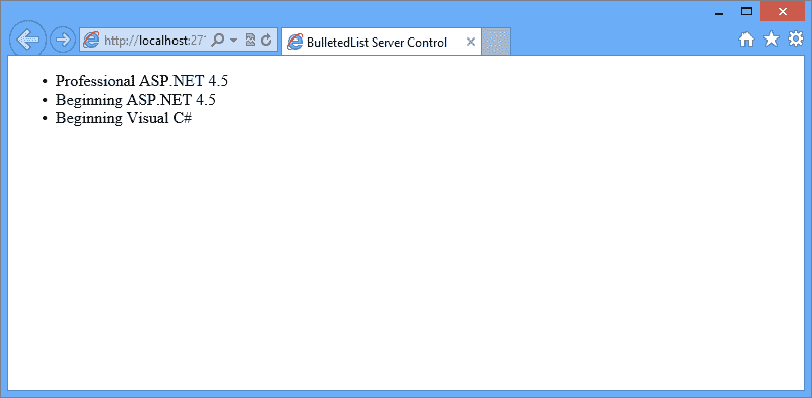 http://localhost:27
BulletedList Server Control
Professional ASP.NET 4.5
Beginning ASP.NET 4.5
Beginning Visual C#